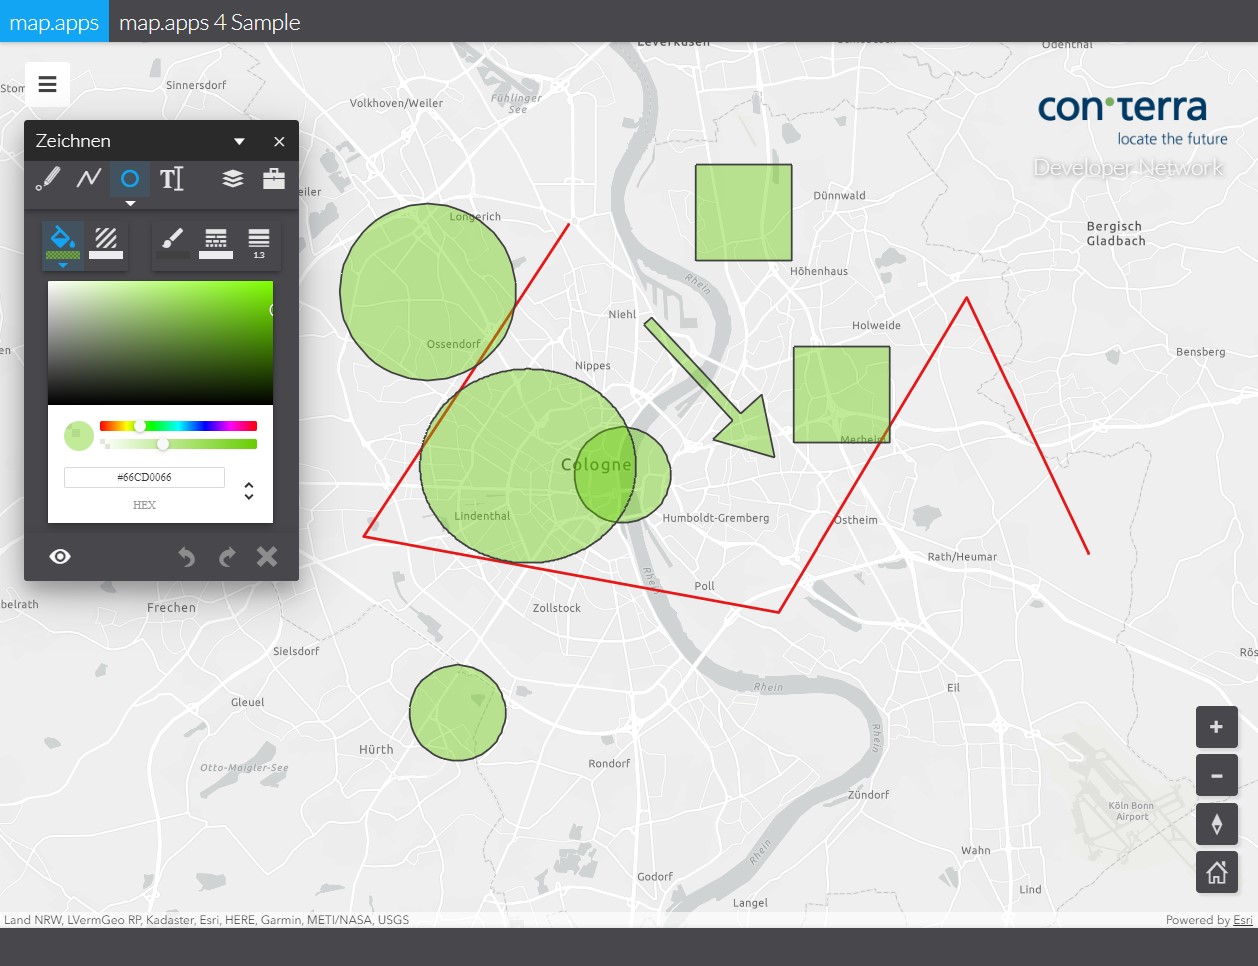 map.apps
map.apps 4 Sample
Leverkusen
Odenthal
Stom
Sinnersdorf
Volkhoven/Weiler
Fühlinger
See
con·terra
locate the future
Developer Network
Zeichnen
T
eiler
Longerich
Dünnwald
Bergisch
Gladbach
1.3
Höhenhaus
Rhein
Niehl
Holweide
Ossendorf
Nippes
en
Bensberg
Merheim
Cologne
#66CD0066
HEX
Lindenthal
Humboldt-Gremberg
Ostheim
Rath/Heumar
Rhein
Poll
belrath
Frechen
Zollstock
Sielsdorf
Rös
Rhein
Eil
Gleuel
Rhein
Hürth
Otto-Maigler-See
Rondorf
Zündorf
Köln Bonn
Airport
Rhein
Wahn
Godorf
Lind
Langel
Land NRW, LVermGeo RP, Kadaster, Esri, HERE, Garmin, METI/NASA, USGS
Powered by Esri